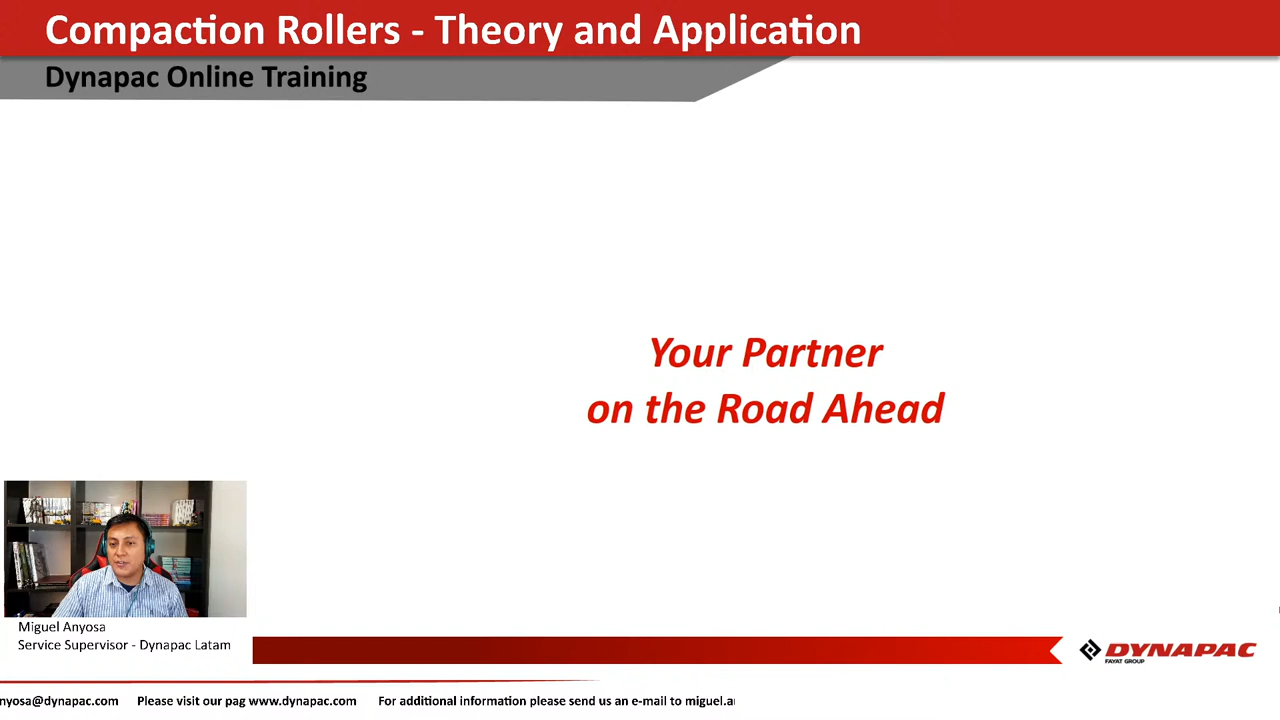 Compaction Rollers - Theory and Application
Dynapac Online Training
Your Partner
on the Road Ahead
Miguel Anyosa
Service Supervisor - Dynapac Latam
DYNAPAC
FAYAT GROUP
nyosa@dynapac.com Please visit our pag www.dynapac.com For additional information please send us an e-mail to miguel.a